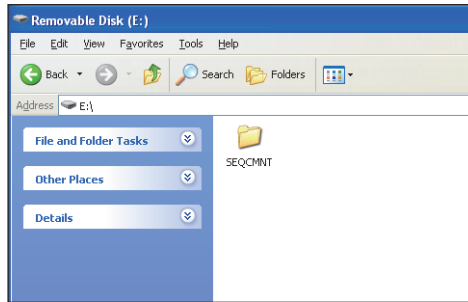 Removable Disk (E:)
File Edit View Favorites Tools Help
Back Search Folders
Address E:\
File and Folder Tasks
SEQCMNT
Other Places
Details